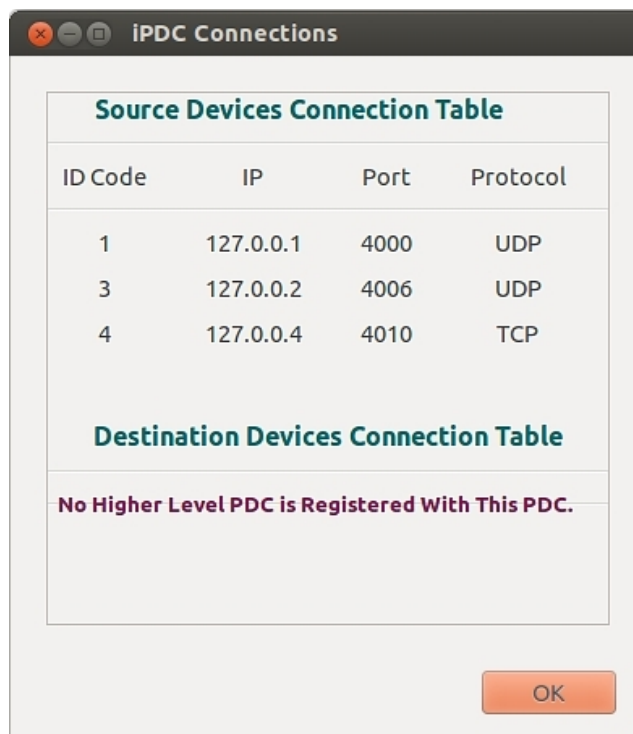 iPDC Connections
Source Devices Connection Table
ID Code IP Port Protocol
1 127.0.0.1 4000 UDP
3 127.0.0.2 4006 UDP
4 127.0.0.4 4010 TCP
Destination Devices Connection Table
No Higher Level PDC is Registered With This PDC.
OK